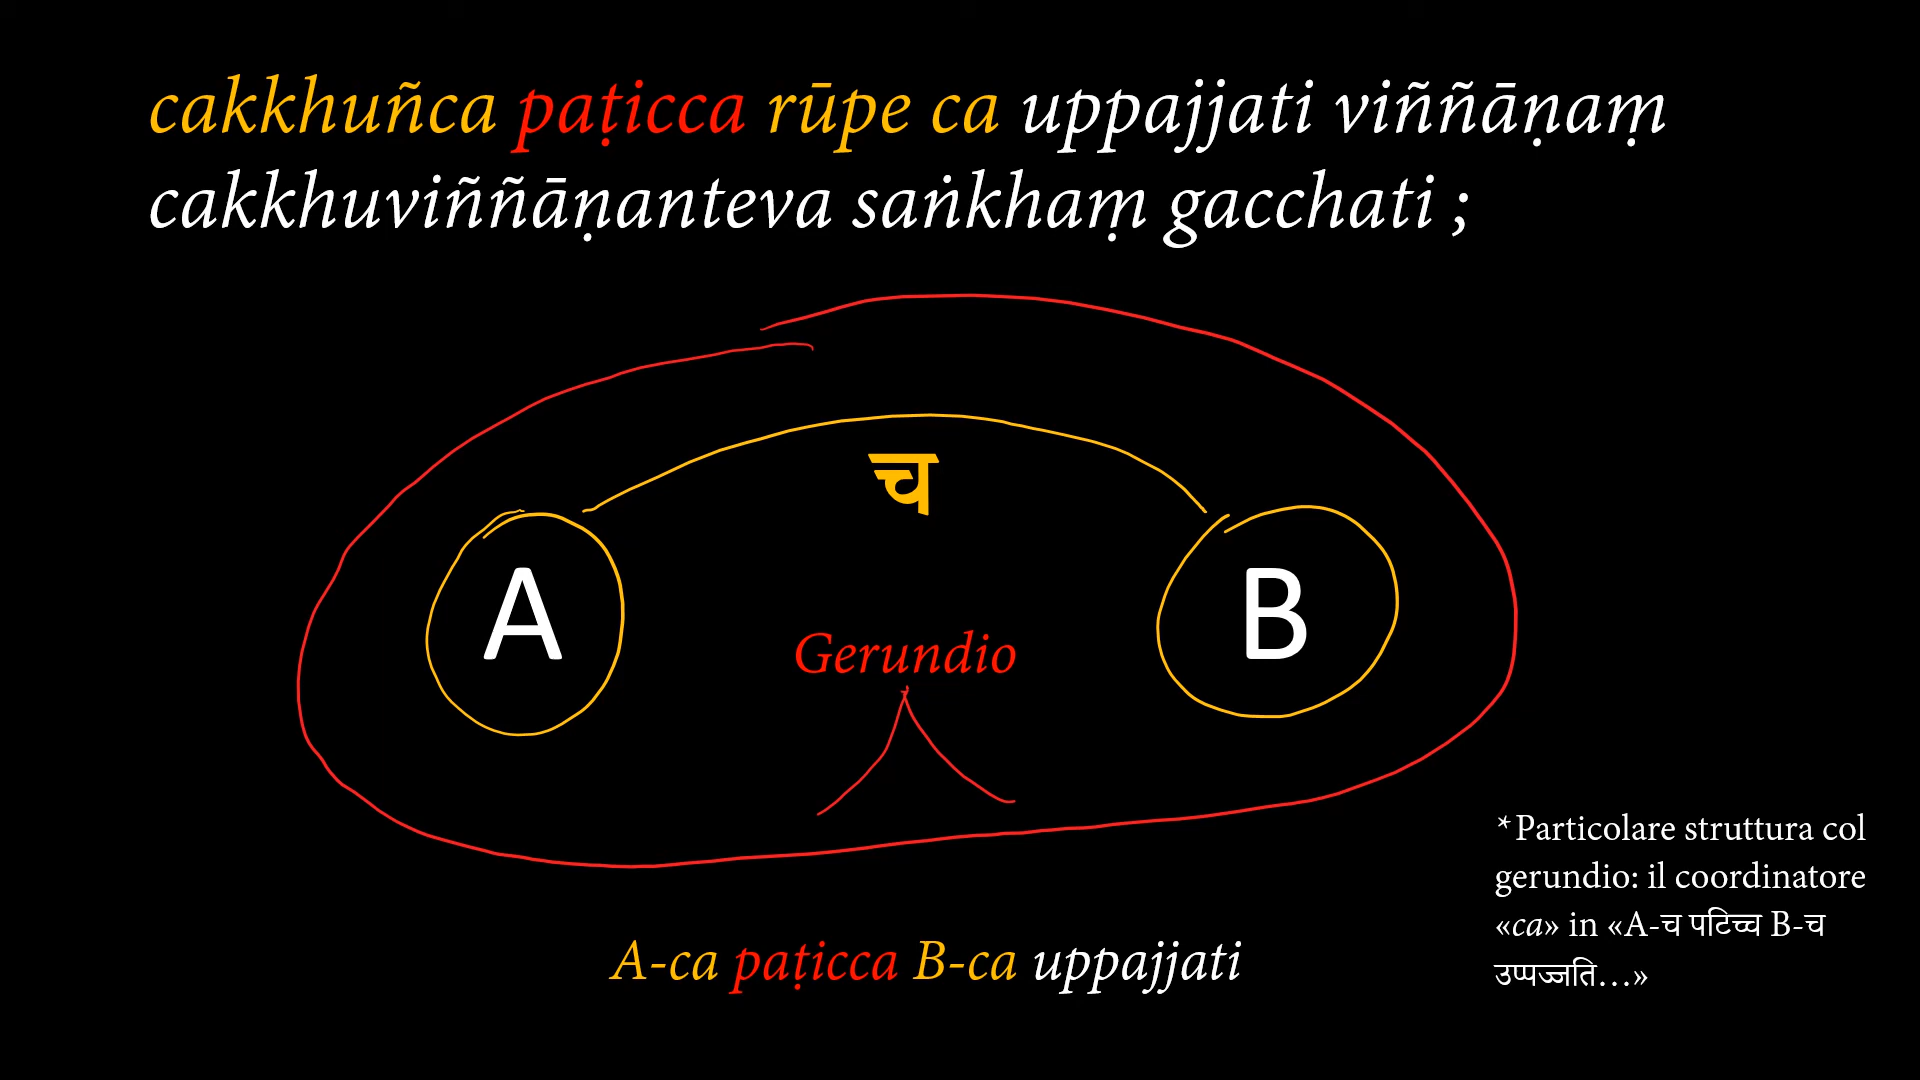 cakkhuñca paṭicca rūpe ca uppajjati viññāṇaṃ
cakkhuviññāṇanteva saṅkhaṃ gacchati ;
च
A
B
Gerundio
*Particolare struttura col
gerundio: il coordinatore
«ca» in «A-च पटिच्च B-च
उप्पज्जति…»
A-ca paṭicca B-ca uppajjati